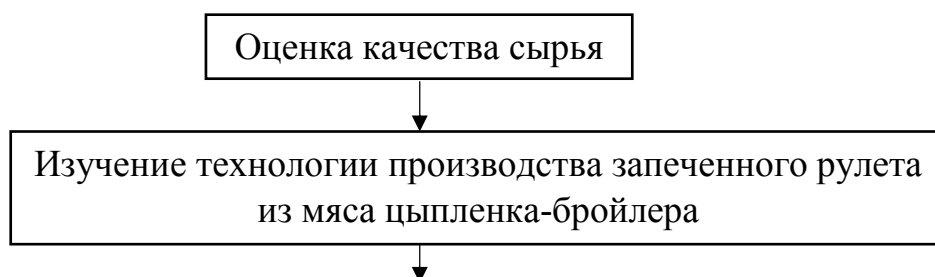 Оценка качества сырья
Изучение технологии производства запеченного рулета
из мяса цыпленка-бройлера